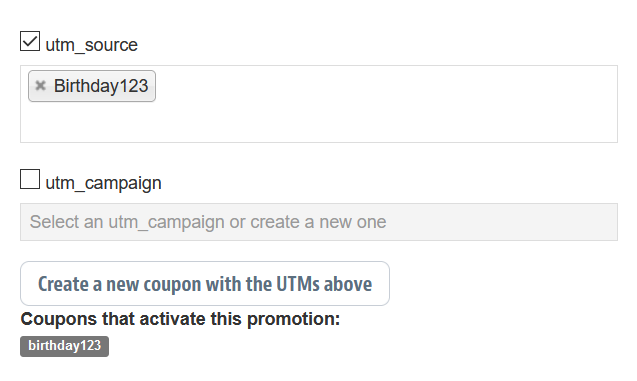 utm_source
Birthday123
utm_campaign
Select an utm_campaign or create a new one
Create a new coupon with the UTMs above
Coupons that activate this promotion:
birthday123